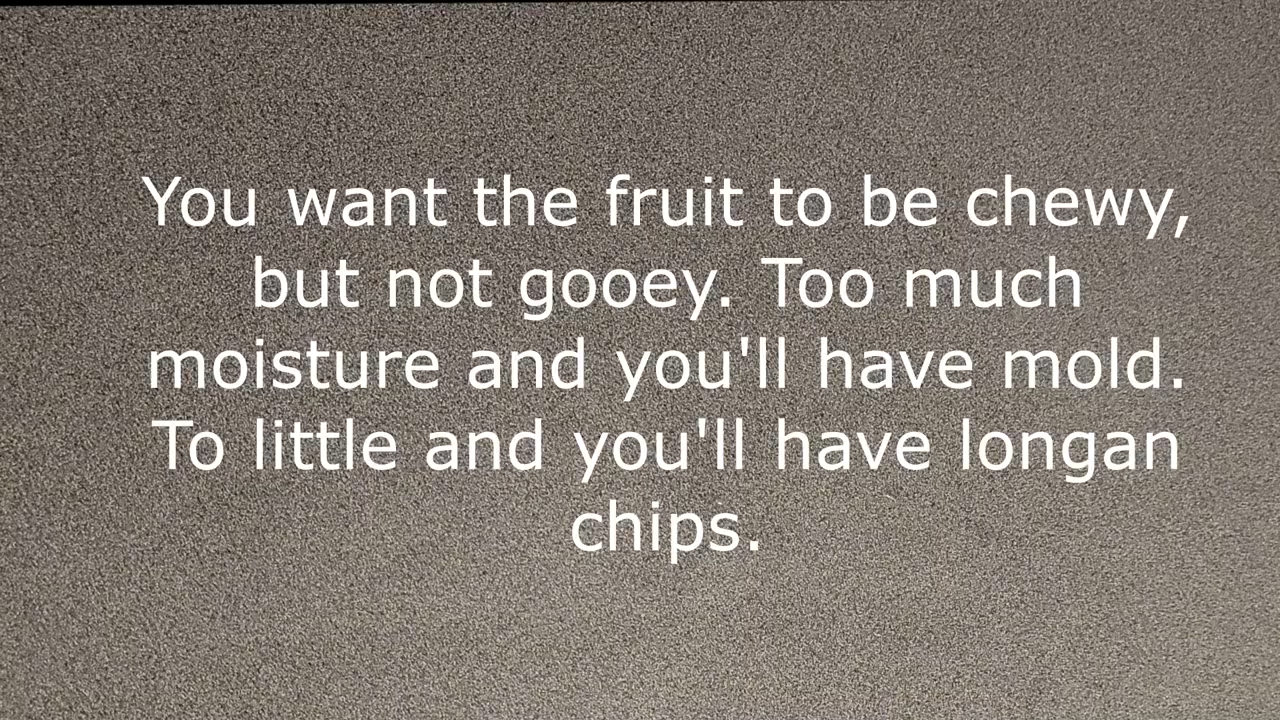 You want the fruit to be chewy,
but not gooey. Too much
moisture and you'll have mold.
To little and you'll have longan
chips.